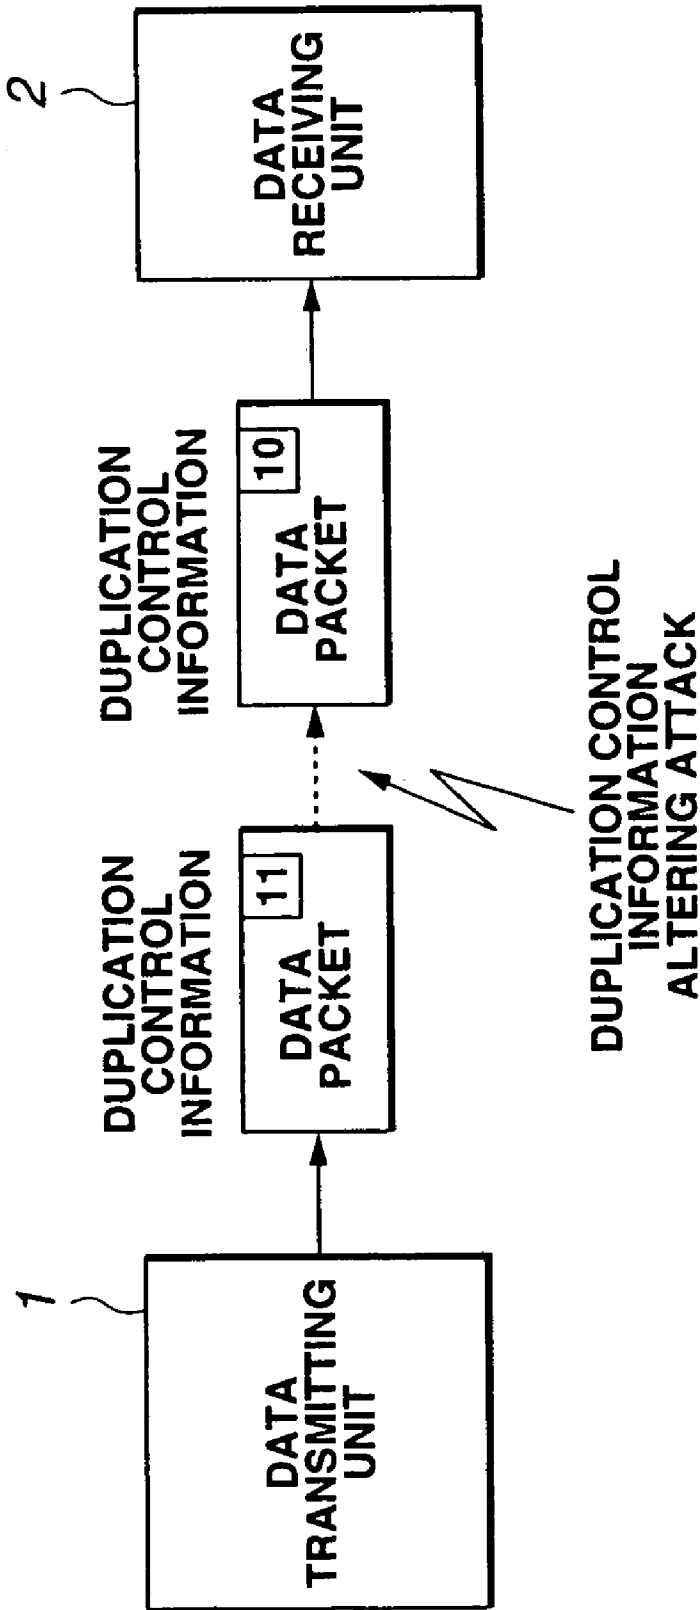 1
DATA
TRANSMITTING
UNIT
DUPLICATION
CONTROL
INFORMATION
11
DATA
PACKET
DUPLICATION CONTROL
INFORMATION
ALTERING ATTACK
DUPLICATION
CONTROL
INFORMATION
10
DATA
PACKET
2
DATA
RECEIVING
UNIT